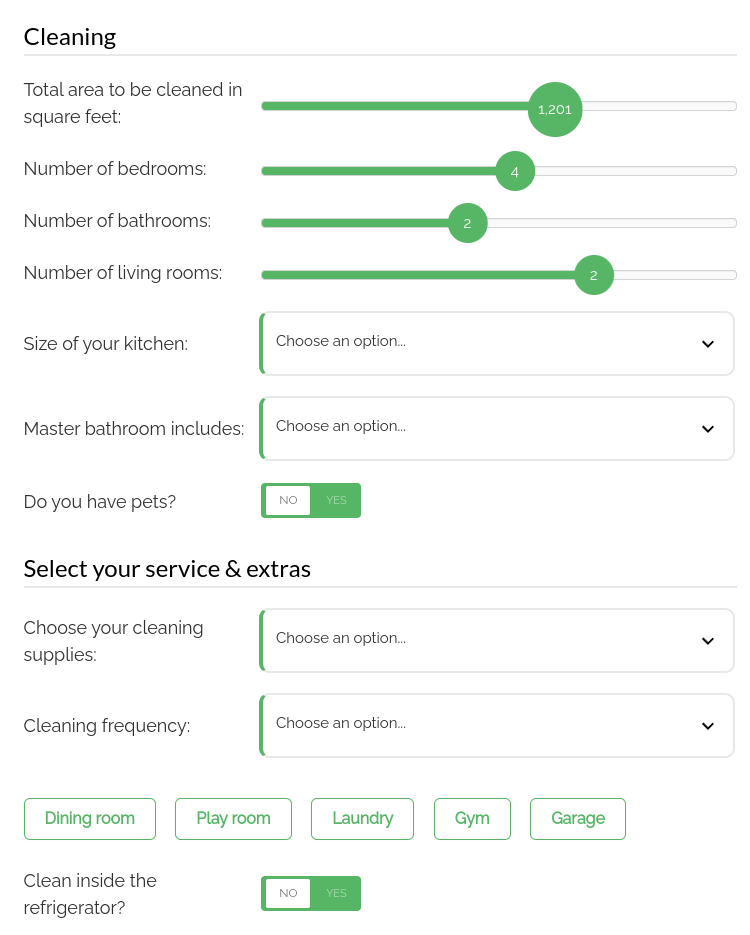 Cleaning
Total area to be cleaned in
square feet:
1,201
Number of bedrooms:
4
Number of bathrooms:
2
Number of living rooms:
2
Size of your kitchen:
Choose an option...
Master bathroom includes:
Choose an option...
Do you have pets?
NO YES
Select your service & extras
Choose your cleaning
supplies:
Choose an option...
Cleaning frequency:
Choose an option...
Dining room Play room Laundry Gym Garage
Clean inside the
refrigerator?
NO YES